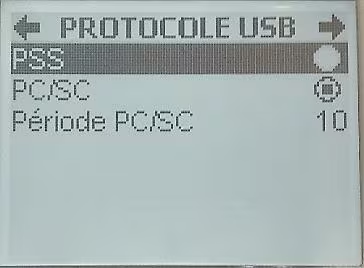 PROTOCOLE USB
PSS
PC/SC
Période PC/SC 10